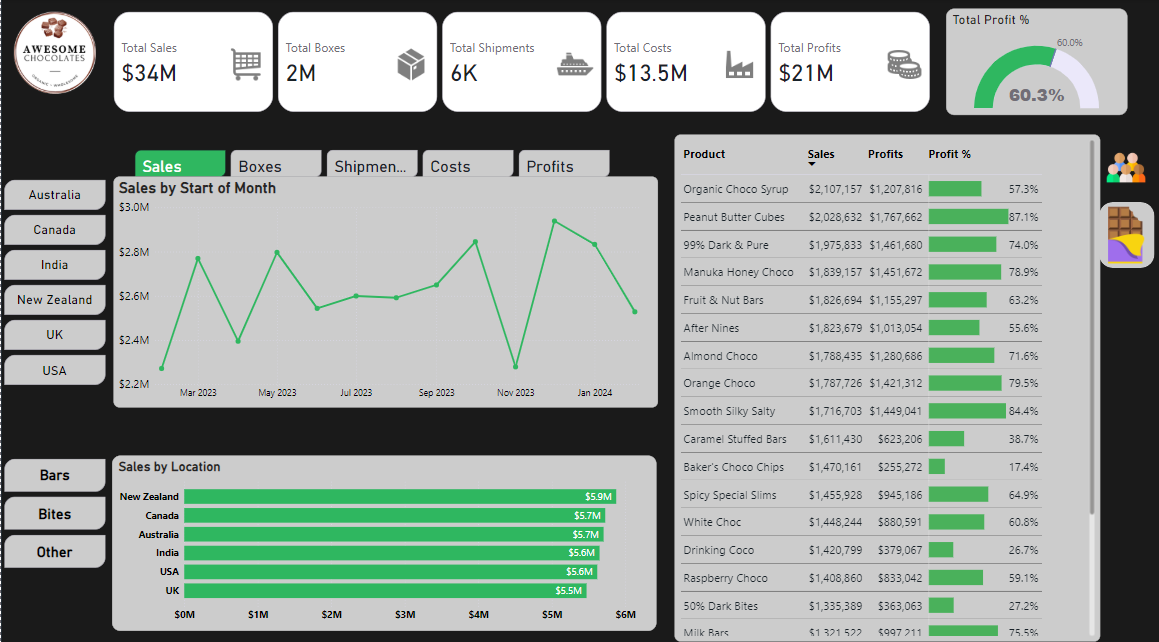 AWESOME
CHOCOLATES
Total Sales
$34M
Total Boxes
2M
Total Shipments
6K
Total Costs
$13.5M
Total Profits
$21M
Total Profit %
60.0%
60.3%
Sales
Boxes
Shipmen...
Costs
Profits
Australia
Canada
India
New Zealand
UK
USA
Sales by Start of Month
$3.0M
$2.8M
$2.6M
$2.4M
$2.2M
Mar 2023 May 2023 Jul 2023 Sep 2023 Nov 2023 Jan 2024
Bars
Bites
Other
Sales by Location
New Zealand $5.9M
Canada $5.7M
Australia $5.7M
India $5.6M
USA $5.6M
UK $5.5M
$0M $1M $2M $3M $4M $5M $6M
Product Sales Profits Profit %
Organic Choco Syrup $2,107,157 $1,207,816 57.3%
Peanut Butter Cubes $2,028,632 $1,767,662 87.1%
99% Dark & Pure $1,975,833 $1,461,680 74.0%
Manuka Honey Choco $1,839,157 $1,451,672 78.9%
Fruit & Nut Bars $1,826,694 $1,155,297 63.2%
After Nines $1,823,679 $1,013,054 55.6%
Almond Choco $1,788,435 $1,280,686 71.6%
Orange Choco $1,787,726 $1,421,312 79.5%
Smooth Silky Salty $1,716,703 $1,449,041 84.4%
Caramel Stuffed Bars $1,611,430 $623,206 38.7%
Baker's Choco Chips $1,470,161 $255,272 17.4%
Spicy Special Slims $1,455,928 $945,186 64.9%
White Choc $1,448,244 $880,591 60.8%
Drinking Coco $1,420,799 $379,067 26.7%
Raspberry Choco $1,408,860 $833,042 59.1%
50% Dark Bites $1,335,389 $363,063 27.2%
Milk Bars $1,321,522 $997,211 75.5%